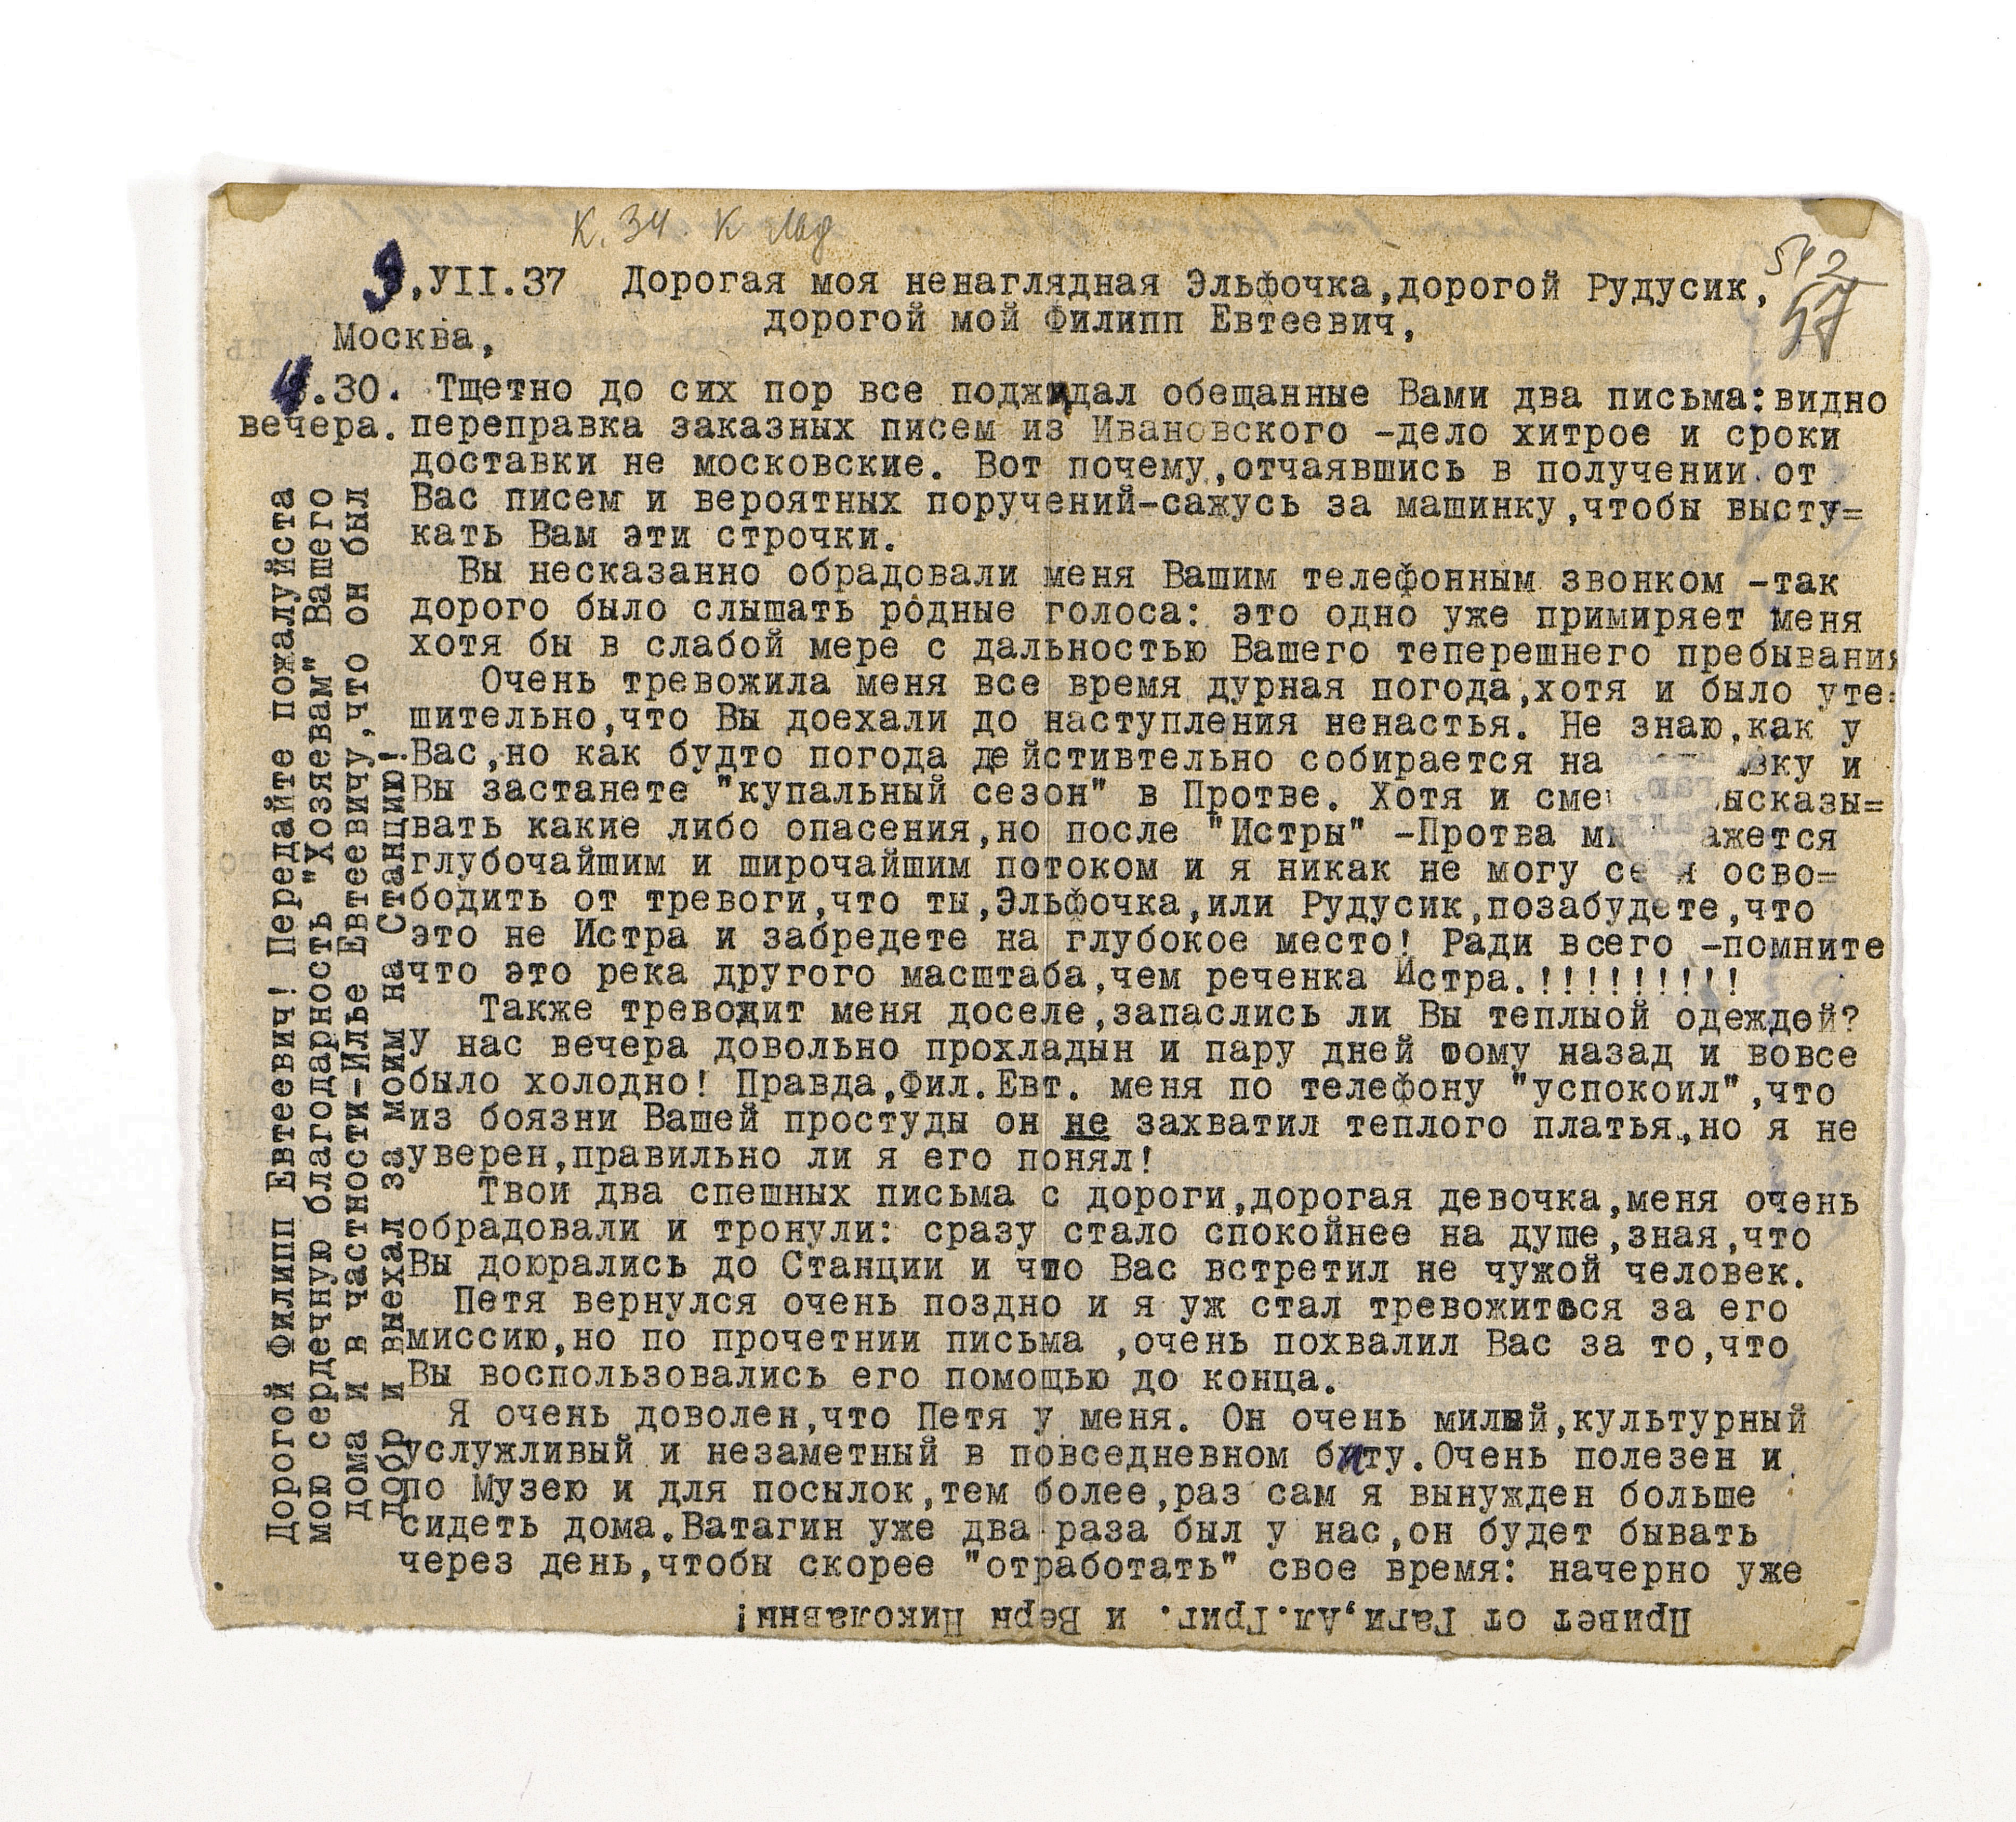 К. 34. К
542
57
9.УII.37 Дорогая моя ненаглядная Эльфочка,дорогой Рудусик,
дорогой мой Филипп Евтеевич,
Москва,
4.30. Тщетно до сих пор все поджидал обещанные Вами два письма:видно
вечера. переправка заказных писем из Ивановского -дело хитрое и сроки
доставки не московские. Вот почему,отчаявшись в получении от
Вас писем и вероятных поручений-сажусь за машинку,чтобы высту=
кать Вам эти строчки.
Вы несказанно обрадовали меня Вашим телефонным звонком -так
дорого было слышать родные голоса: это одно уже примиряет меня
хотя бы в слабой мере с дальностью Вашего теперешнего пребывания
Очень тревожила меня все время дурная погода,хотя и было уте=
шительно,что Вы доехали до наступления ненастья. Не знаю,как у
Вас,но как будто погода дейстивтельно собирается на вку и
Вы застанете "купальный сезон" в Протве. Хотя и сме ысказы=
вать какие либо опасения,но после "Истры" -Протва м ажется
глубочайшим и широчайшим потоком и я никак не могу се я осво=
бодить от тревоги,что ты,Эльфочка,или Рудусик,позабудете,что
это не Истра и забредете на глубокое место! Ради всего -помните
что это река другого масштаба,чем реченка Истра.!!!!!!!!!
Также тревожит меня доселе,запаслись ли Вы теплыой одеждой?
У нас вечера довольно прохладын и пару дней тому назад и вовсе
было холодно! Правда,Фил.Евт. меня по телефону "успокоил",что
из боязни Вашей простуды он не захватил теплого платья,но я не
уверен,правильно ли я его понял!
Твои два спешных письма с дороги,дорогая девочка,меня очень
обрадовали и тронули: сразу стало спокойнее на душе,зная,что
Вы доюрались до Станции и что Вас встретил не чужой человек.
Петя вернулся очень поздно и я уж стал тревожиться за его
миссию,но по прочетнии письма ,очень похвалил Вас за то,что
Вы воспользовались его помощью до конца.
Я очень доволен,что Петя у меня. Он очень милый,культурный
услужливый и незаметный в повседневном быту.Очень полезен и
по Музею и для посылок,тем более,раз сам я вынужден больше
сидеть дома.Ватагин уже два раза был у нас,он будет бывать
через день,чтобы скорее "отработать" свое время: начерно уже
Дорогой Филипп Евтеевич! Передайте пожалуйста
мою сердечную благодарность "Хозяевам" Вашего
дома и в частности-Илье Евтеевичу,что он был
добр и выехал за моим на Станцию!
Привет от Гаги,Ал.Григ. и Веры Николавны!